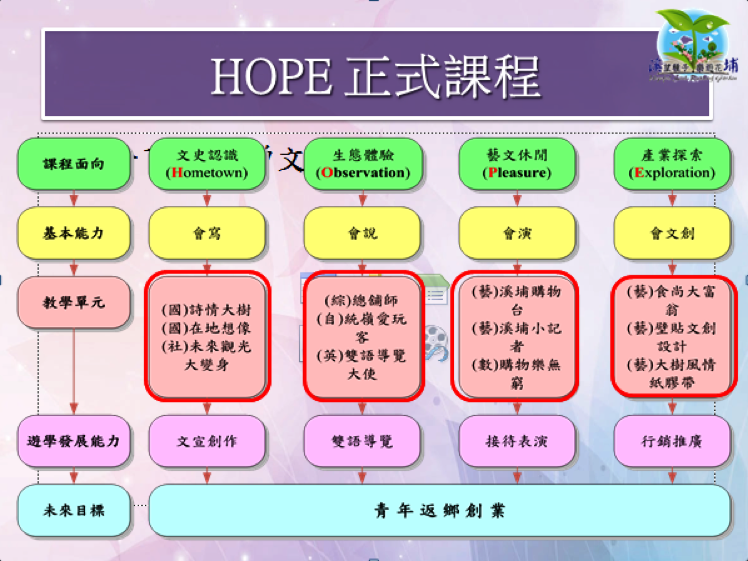 HOPE 正式課程
課程面向
文史認識
(Hometown)
生態體驗
(Observation)
藝文休閒
(Pleasure)
產業探索
(Exploration)
基本能力
會寫
會說
會演
會文創
教學單元
(國)詩情大樹
(國)在地想像
(社)未來觀光
大變身
(綜)總舖師
(自)統嶺愛玩
客
(英)雙語導覽
大使
(藝)溪埔購物
台
(藝)溪埔小記
者
(數)購物樂無
窮
(藝)食尚大富
翁
(藝)壁貼文創
設計
(藝)大樹風情
紙膠帶
遊學發展能力
文宣創作
雙語導覽
接待表演
行銷推廣
未來目標
青年返鄉創業